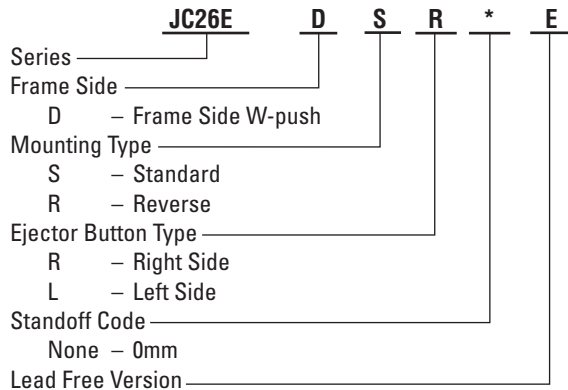 JC26E D S R * E
Series
Frame Side
D – Frame Side W-push
Mounting Type
S – Standard
R – Reverse
Ejector Button Type
R – Right Side
L – Left Side
Standoff Code
None – 0mm
Lead Free Version